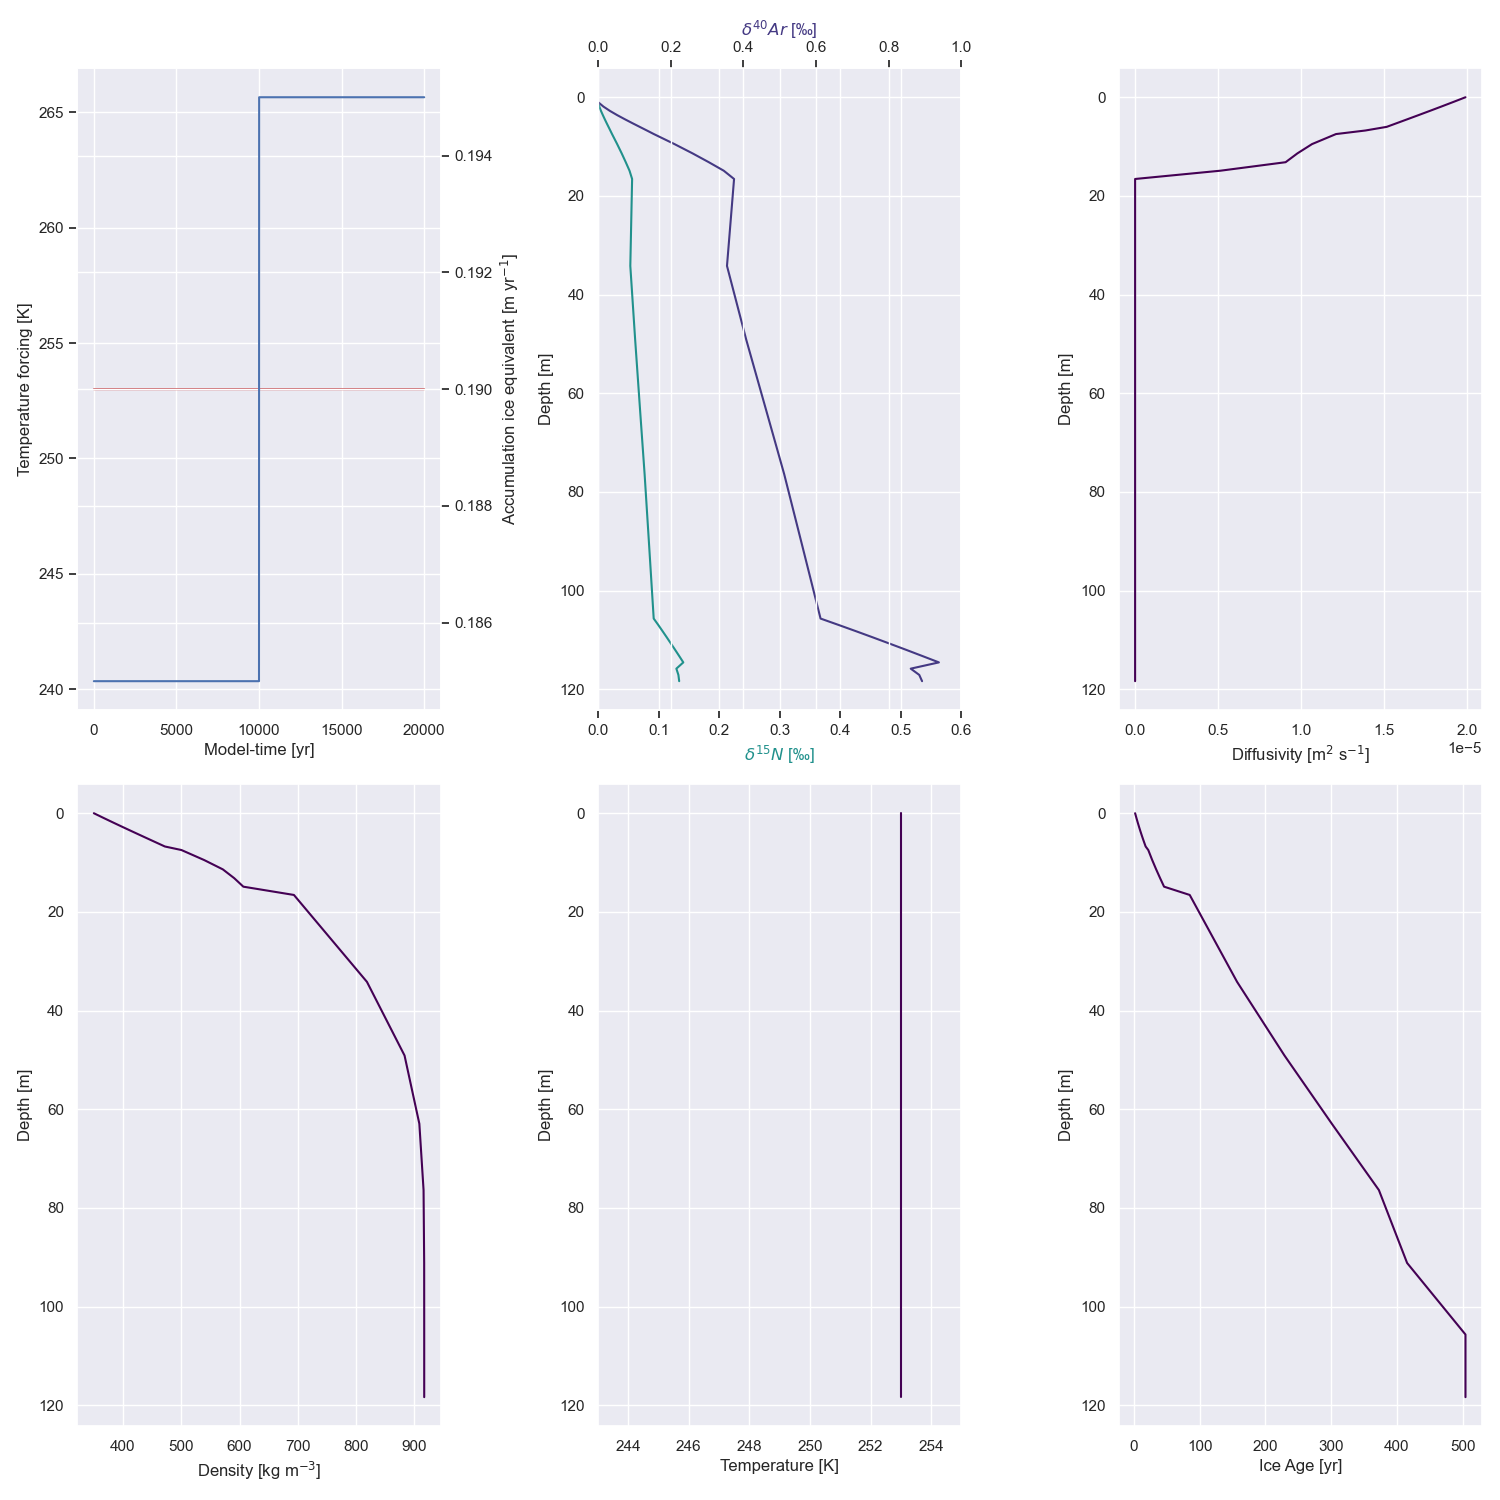 265
260
255
250
245
240
Temperature forcing [K]
0.194
0.192
0.190
0.188
0.186
Accumulation ice equivalent [m yr⁻¹]
0 5000 10000 15000 20000
Model-time [yr]
δ⁴⁰Ar [‰]
0.0 0.2 0.4 0.6 0.8 1.0
0
20
40
60
80
100
120
Depth [m]
0.0 0.1 0.2 0.3 0.4 0.5 0.6
δ¹⁵N [‰]
0
20
40
60
80
100
120
Depth [m]
0.0 0.5 1.0 1.5 2.0
1e−5
Diffusivity [m² s⁻¹]
0
20
40
60
80
100
120
Depth [m]
400 500 600 700 800 900
Density [kg m⁻³]
0
20
40
60
80
100
120
Depth [m]
244 246 248 250 252 254
Temperature [K]
0
20
40
60
80
100
120
Depth [m]
0 100 200 300 400 500
Ice Age [yr]